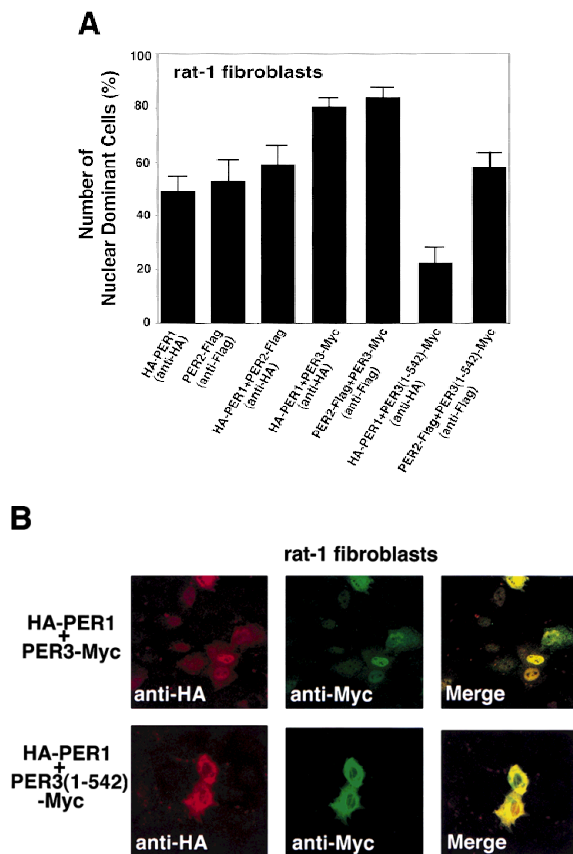 A
rat-1 fibroblasts
Number of
Nuclear Dominant Cells (%)
100
80
60
40
20
0
HA-PER1
(anti-HA)
PER2-Flag
(anti-Flag)
HA-PER1+PER2-Flag
(anti-HA)
HA-PER1+PER3-Myc
(anti-HA)
PER2-Flag+PER3-Myc
(anti-Flag)
HA-PER1+PER3(1-542)-Myc
(anti-HA)
PER2-Flag+PER3(1-542)-Myc
(anti-Flag)
B
rat-1 fibroblasts
HA-PER1
+
PER3-Myc
anti-HA
anti-Myc
Merge
HA-PER1
+
PER3(1-542)
-Myc
anti-HA
anti-Myc
Merge